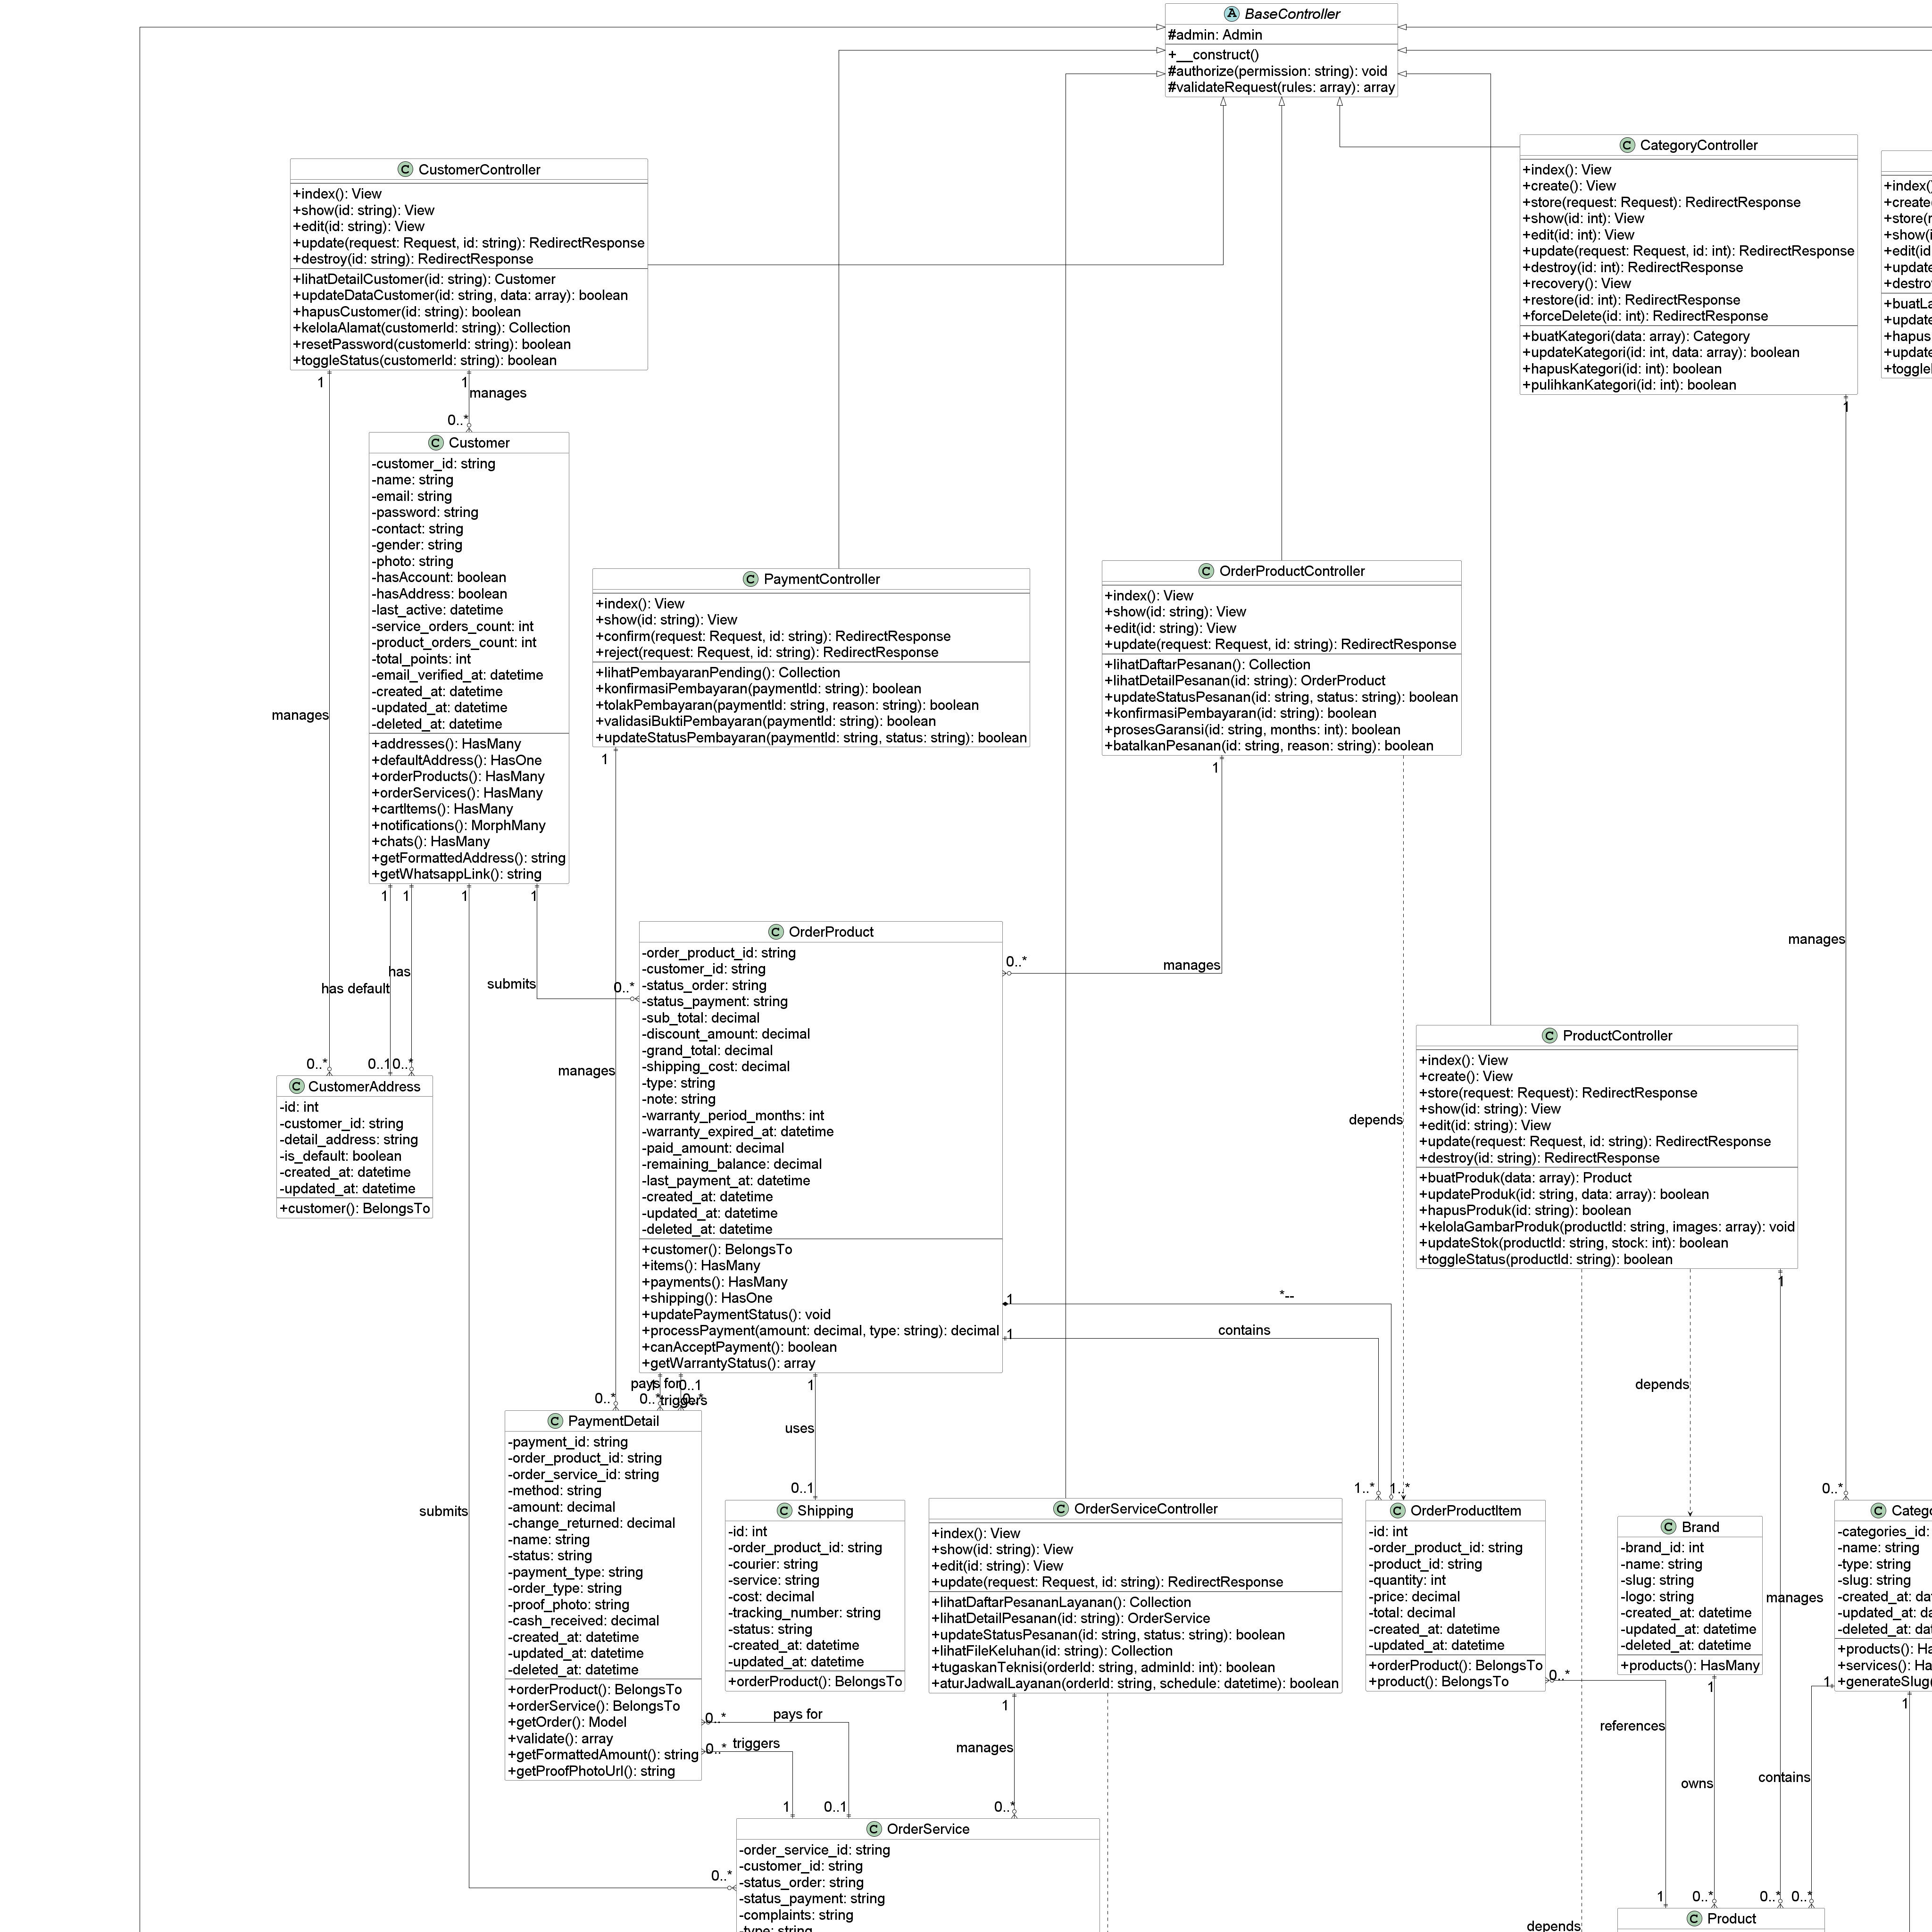 A BaseController
#admin: Admin
+__construct()
#authorize(permission: string): void
#validateRequest(rules: array): array
C CustomerController
+index(): View
+show(id: string): View
+edit(id: string): View
+update(request: Request, id: string): RedirectResponse
+destroy(id: string): RedirectResponse
+lihatDetailCustomer(id: string): Customer
+updateDataCustomer(id: string, data: array): boolean
+hapusCustomer(id: string): boolean
+kelolaAlamat(customerId: string): Collection
+resetPassword(customerId: string): boolean
+toggleStatus(customerId: string): boolean
C CategoryController
+index(): View
+create(): View
+store(request: Request): RedirectResponse
+show(id: int): View
+edit(id: int): View
+update(request: Request, id: int): RedirectResponse
+destroy(id: int): RedirectResponse
+recovery(): View
+restore(id: int): RedirectResponse
+forceDelete(id: int): RedirectResponse
+buatKategori(data: array): Category
+updateKategori(id: int, data: array): boolean
+hapusKategori(id: int): boolean
+pulihkanKategori(id: int): boolean
+index(
+create
+store(r
+show(i
+edit(id
+update
+destroy
+buatLa
+update
+hapus
+update
+toggle
1
1
manages
0..*
1
C Customer
-customer_id: string
-name: string
-email: string
-password: string
-contact: string
-gender: string
-photo: string
-hasAccount: boolean
-hasAddress: boolean
-last_active: datetime
-service_orders_count: int
-product_orders_count: int
-total_points: int
-email_verified_at: datetime
-created_at: datetime
-updated_at: datetime
-deleted_at: datetime
+addresses(): HasMany
+defaultAddress(): HasOne
+orderProducts(): HasMany
+orderServices(): HasMany
+cartItems(): HasMany
+notifications(): MorphMany
+chats(): HasMany
+getFormattedAddress(): string
+getWhatsappLink(): string
manages
C PaymentController
+index(): View
+show(id: string): View
+confirm(request: Request, id: string): RedirectResponse
+reject(request: Request, id: string): RedirectResponse
+lihatPembayaranPending(): Collection
+konfirmasiPembayaran(paymentId: string): boolean
+tolakPembayaran(paymentId: string, reason: string): boolean
+validasiBuktiPembayaran(paymentId: string): boolean
+updateStatusPembayaran(paymentId: string, status: string): boolean
C OrderProductController
+index(): View
+show(id: string): View
+edit(id: string): View
+update(request: Request, id: string): RedirectResponse
+lihatDaftarPesanan(): Collection
+lihatDetailPesanan(id: string): OrderProduct
+updateStatusPesanan(id: string, status: string): boolean
+konfirmasiPembayaran(id: string): boolean
+prosesGaransi(id: string, months: int): boolean
+batalkanPesanan(id: string, reason: string): boolean
1
1
1
1
1
1
has
has default
submits
0..*
0..*
manages
manages
0..*
0..1
0..*
manages
depends
C OrderProduct
-order_product_id: string
-customer_id: string
-status_order: string
-status_payment: string
-sub_total: decimal
-discount_amount: decimal
-grand_total: decimal
-shipping_cost: decimal
-type: string
-note: string
-warranty_period_months: int
-warranty_expired_at: datetime
-paid_amount: decimal
-remaining_balance: decimal
-last_payment_at: datetime
-created_at: datetime
-updated_at: datetime
-deleted_at: datetime
+customer(): BelongsTo
+items(): HasMany
+payments(): HasMany
+shipping(): HasOne
+updatePaymentStatus(): void
+processPayment(amount: decimal, type: string): decimal
+canAcceptPayment(): boolean
+getWarrantyStatus(): array
C CustomerAddress
-id: int
-customer_id: string
-detail_address: string
-is_default: boolean
-created_at: datetime
-updated_at: datetime
+customer(): BelongsTo
C ProductController
+index(): View
+create(): View
+store(request: Request): RedirectResponse
+show(id: string): View
+edit(id: string): View
+update(request: Request, id: string): RedirectResponse
+destroy(id: string): RedirectResponse
+buatProduk(data: array): Product
+updateProduk(id: string, data: array): boolean
+hapusProduk(id: string): boolean
+kelolaGambarProduk(productId: string, images: array): void
+updateStok(productId: string, stock: int): boolean
+toggleStatus(productId: string): boolean
1
1
*--
1
contains
pays for
0..1
triggers
0..*
0..*
0..*
1
uses
0..1
depends
1..*
1..*
0..*
C PaymentDetail
-payment_id: string
-order_product_id: string
-order_service_id: string
-method: string
-amount: decimal
-change_returned: decimal
-name: string
-status: string
-payment_type: string
-order_type: string
-proof_photo: string
-cash_received: decimal
-created_at: datetime
-updated_at: datetime
-deleted_at: datetime
+orderProduct(): BelongsTo
+orderService(): BelongsTo
+getOrder(): Model
+validate(): array
+getFormattedAmount(): string
+getProofPhotoUrl(): string
submits
C Shipping
-id: int
-order_product_id: string
-courier: string
-service: string
-cost: decimal
-tracking_number: string
-status: string
-created_at: datetime
-updated_at: datetime
+orderProduct(): BelongsTo
C OrderServiceController
+index(): View
+show(id: string): View
+edit(id: string): View
+update(request: Request, id: string): RedirectResponse
+lihatDaftarPesananLayanan(): Collection
+lihatDetailPesanan(id: string): OrderService
+updateStatusPesanan(id: string, status: string): boolean
+lihatFileKeluhan(id: string): Collection
+tugaskanTeknisi(orderId: string, adminId: int): boolean
+aturJadwalLayanan(orderId: string, schedule: datetime): boolean
C OrderProductItem
-id: int
-order_product_id: string
-product_id: string
-quantity: int
-price: decimal
-total: decimal
-created_at: datetime
-updated_at: datetime
+orderProduct(): BelongsTo
+product(): BelongsTo
C Brand
-brand_id: int
-name: string
-slug: string
-logo: string
-created_at: datetime
-updated_at: datetime
-deleted_at: datetime
+products(): HasMany
manages
C Catego
-categories_id:
-name: string
-type: string
-slug: string
-created_at: dat
-updated_at: da
-deleted_at: dat
+products(): Ha
+services(): Ha
+generateSlug(
0..*
pays for
0..*
triggers
1
0..1
1
manages
0..*
0..*
references
1
owns
1
contains
1
1
0..*
0..*
0..*
C OrderService
-order_service_id: string
-customer_id: string
-status_order: string
-status_payment: string
-complaints: string
-type: string
0..*
depends
C Product